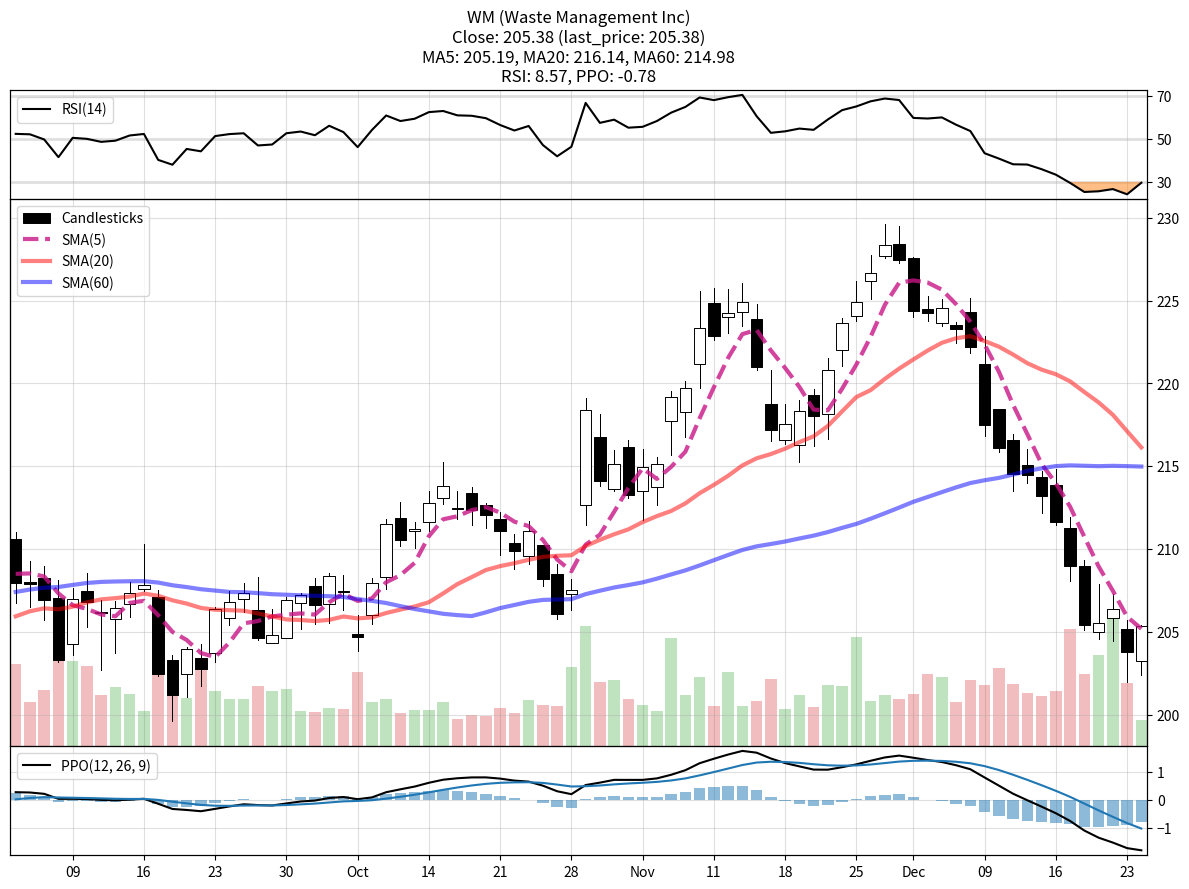 WM (Waste Management Inc)
Close: 205.38 (last_price: 205.38)
MA5: 205.19, MA20: 216.14, MA60: 214.98
RSI: 8.57, PPO: -0.78
RSI(14)
70
50
30
Candlesticks
SMA(5)
SMA(20)
SMA(60)
230
225
220
215
210
205
200
PPO(12, 26, 9)
1
0
−1
09 16 23 30 Oct 14 21 28 Nov 11 18 25 Dec 09 16 23